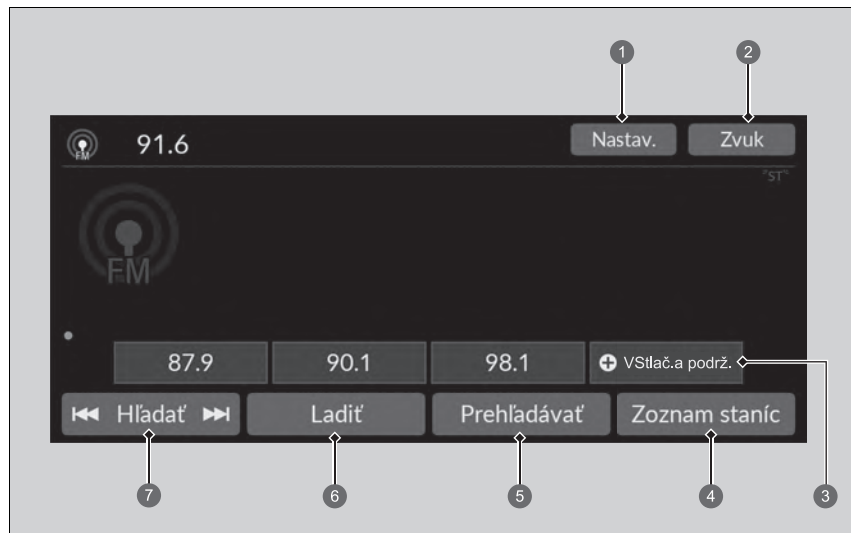 1 2
FM 91.6 Nastav. Zvuk
"ST"
FM
87.9 90.1 98.1 VStlač.a podrž.
Hľadať Ladiť Prehľadávať Zoznam staníc
7 6 5 4 3